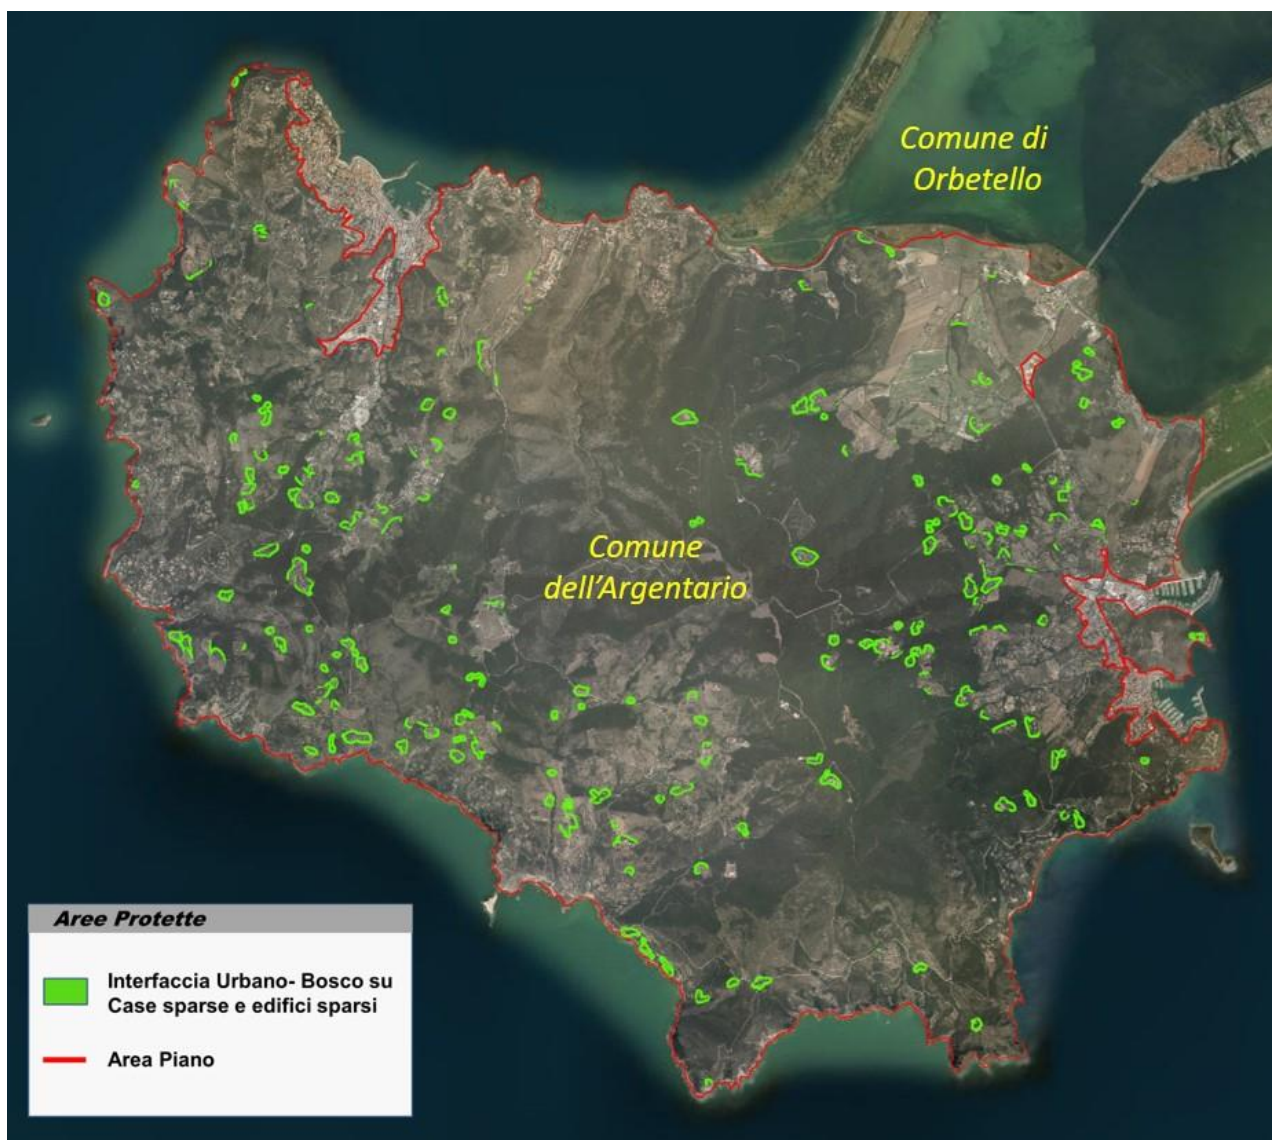 Comune di
Orbetello
Comune
dell'Argentario
Aree Protette
Interfaccia Urbano- Bosco su
Case sparse e edifici sparsi
Area Piano